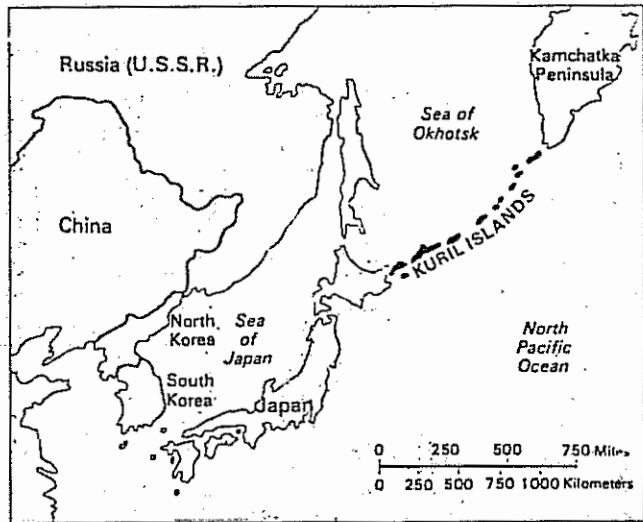 Russia (U.S.S.R.)
Kamchatka
Peninsula
Sea of
Okhotsk
China
KURIL ISLANDS
North
Korea
Sea
of
Japan
North
Pacific
Ocean
South
Korea
Japan
0 250 500 750 Miles
0 250 500 750 1000 Kilometers